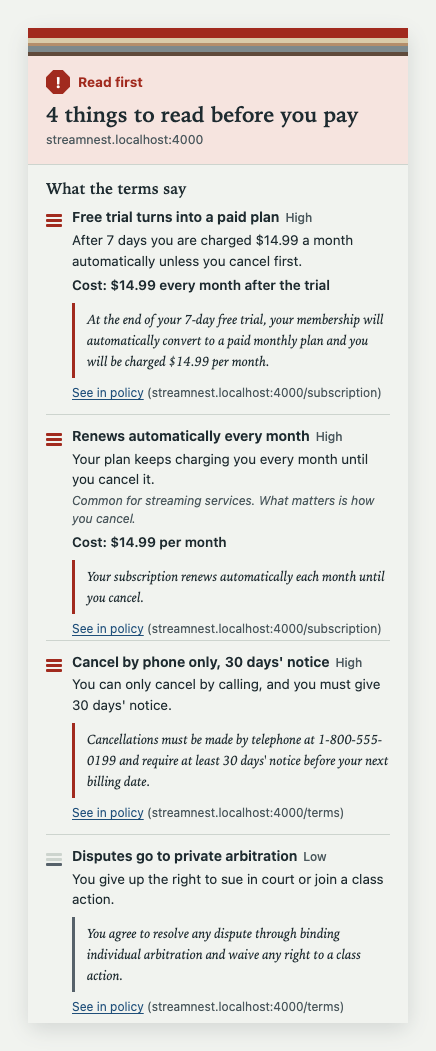 !
Read first
4 things to read before you pay
streamnest.localhost:4000
What the terms say
Free trial turns into a paid plan High
After 7 days you are charged $14.99 a month
automatically unless you cancel first.
Cost: $14.99 every month after the trial
At the end of your 7-day free trial, your membership will
automatically convert to a paid monthly plan and you
will be charged $14.99 per month.
See in policy (streamnest.localhost:4000/subscription)
Renews automatically every month High
Your plan keeps charging you every month until
you cancel it.
Common for streaming services. What matters is how
you cancel.
Cost: $14.99 per month
Your subscription renews automatically each month until
you cancel.
See in policy (streamnest.localhost:4000/subscription)
Cancel by phone only, 30 days' notice High
You can only cancel by calling, and you must give
30 days' notice.
Cancellations must be made by telephone at 1-800-555-
0199 and require at least 30 days' notice before your next
billing date.
See in policy (streamnest.localhost:4000/terms)
Disputes go to private arbitration Low
You give up the right to sue in court or join a class
action.
You agree to resolve any dispute through binding
individual arbitration and waive any right to a class
action.
See in policy (streamnest.localhost:4000/terms)